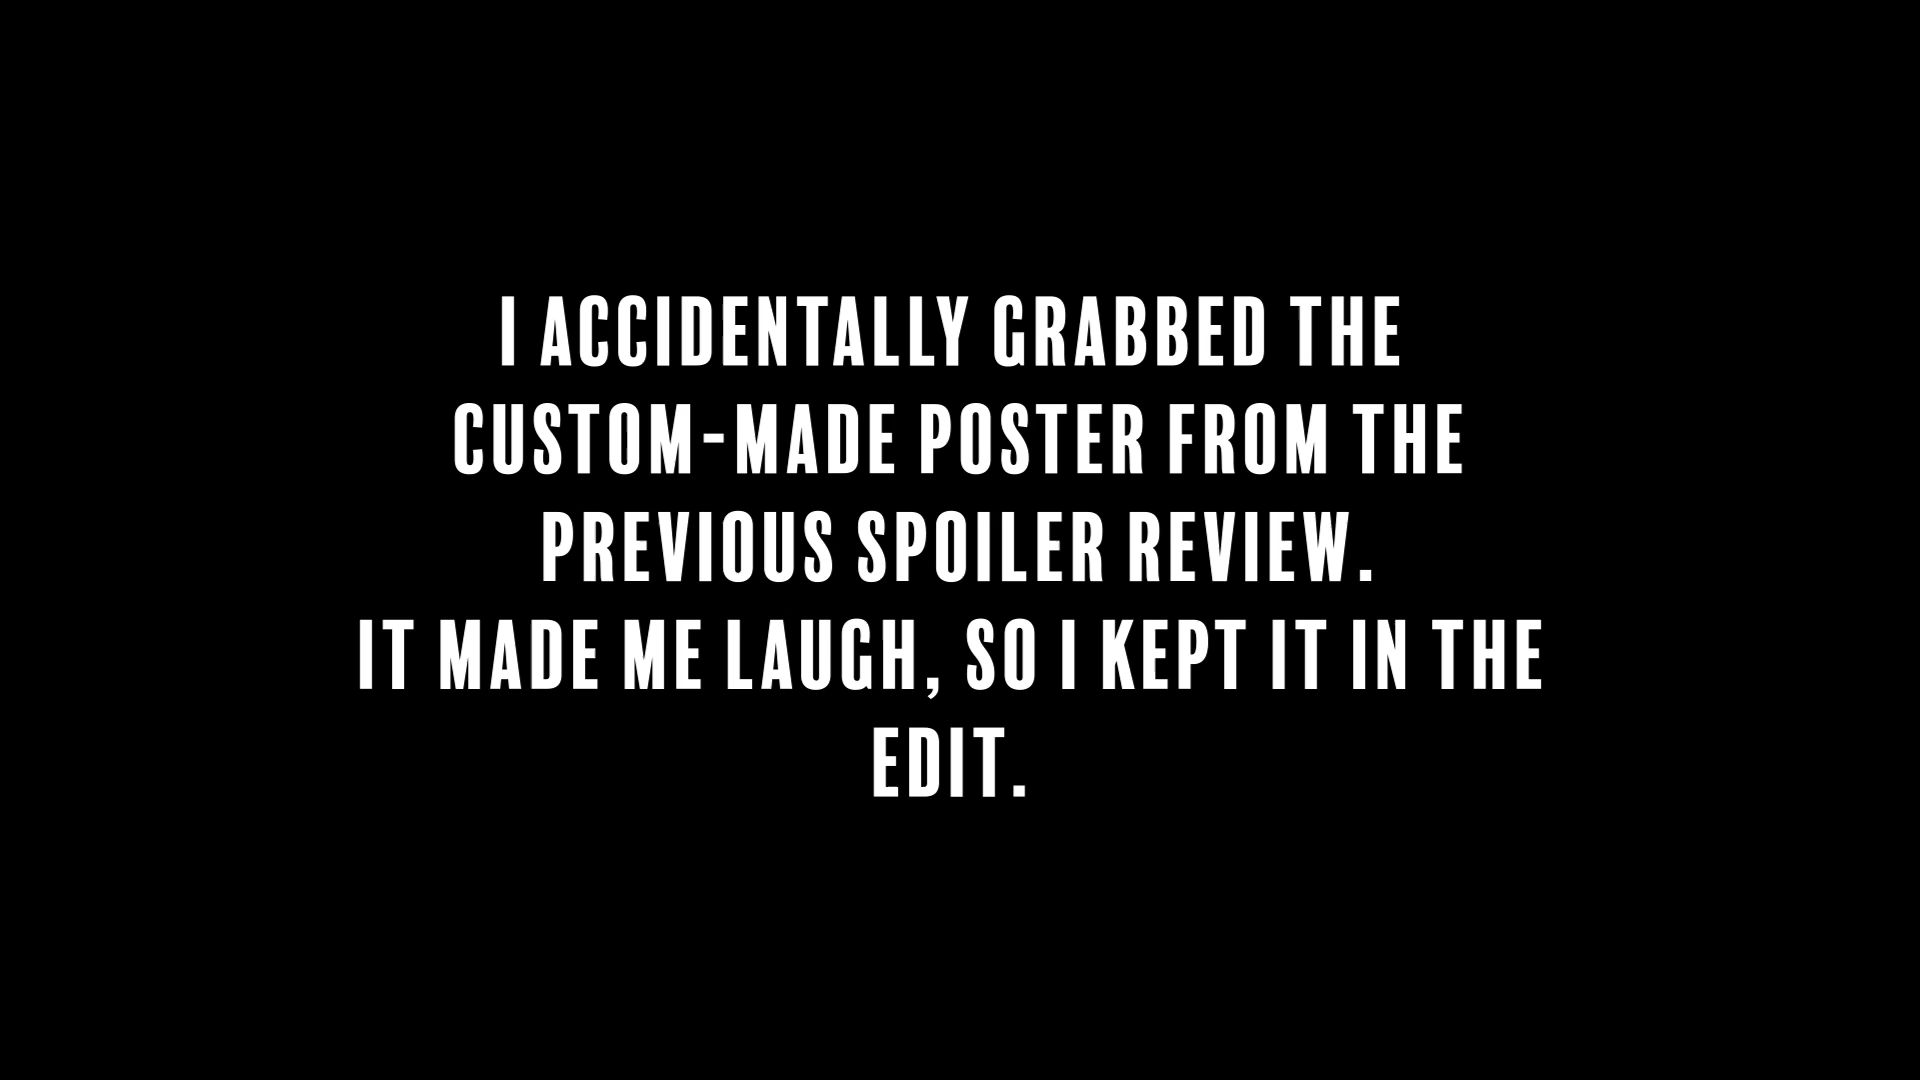 I ACCIDENTALLY GRABBED THE
CUSTOM-MADE POSTER FROM THE
PREVIOUS SPOILER REVIEW.
IT MADE ME LAUGH, SO I KEPT IT IN THE
EDIT.